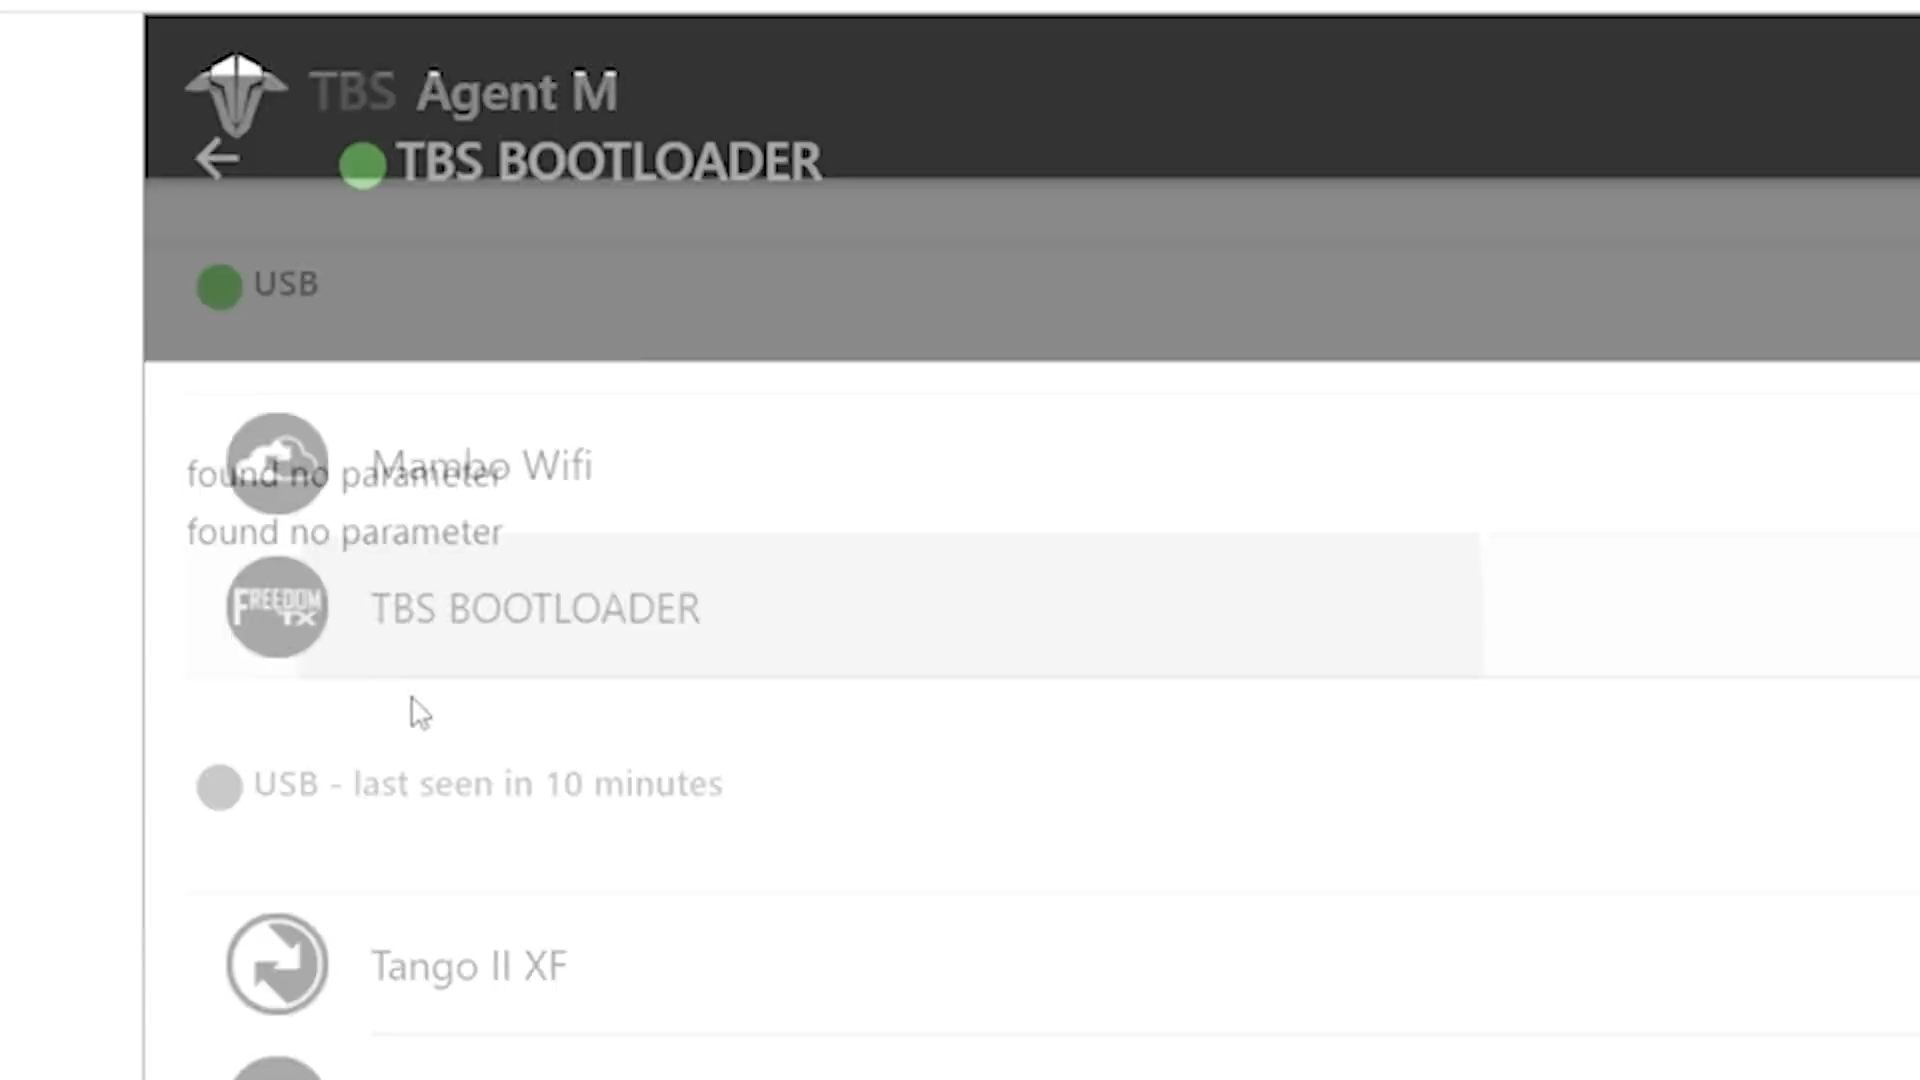 TBS Agent M
TBS BOOTLOADER
USB
Mambo Wifi
found no parameter
found no parameter
FREEDOM TX
TBS BOOTLOADER
USB - last seen in 10 minutes
Tango II XF